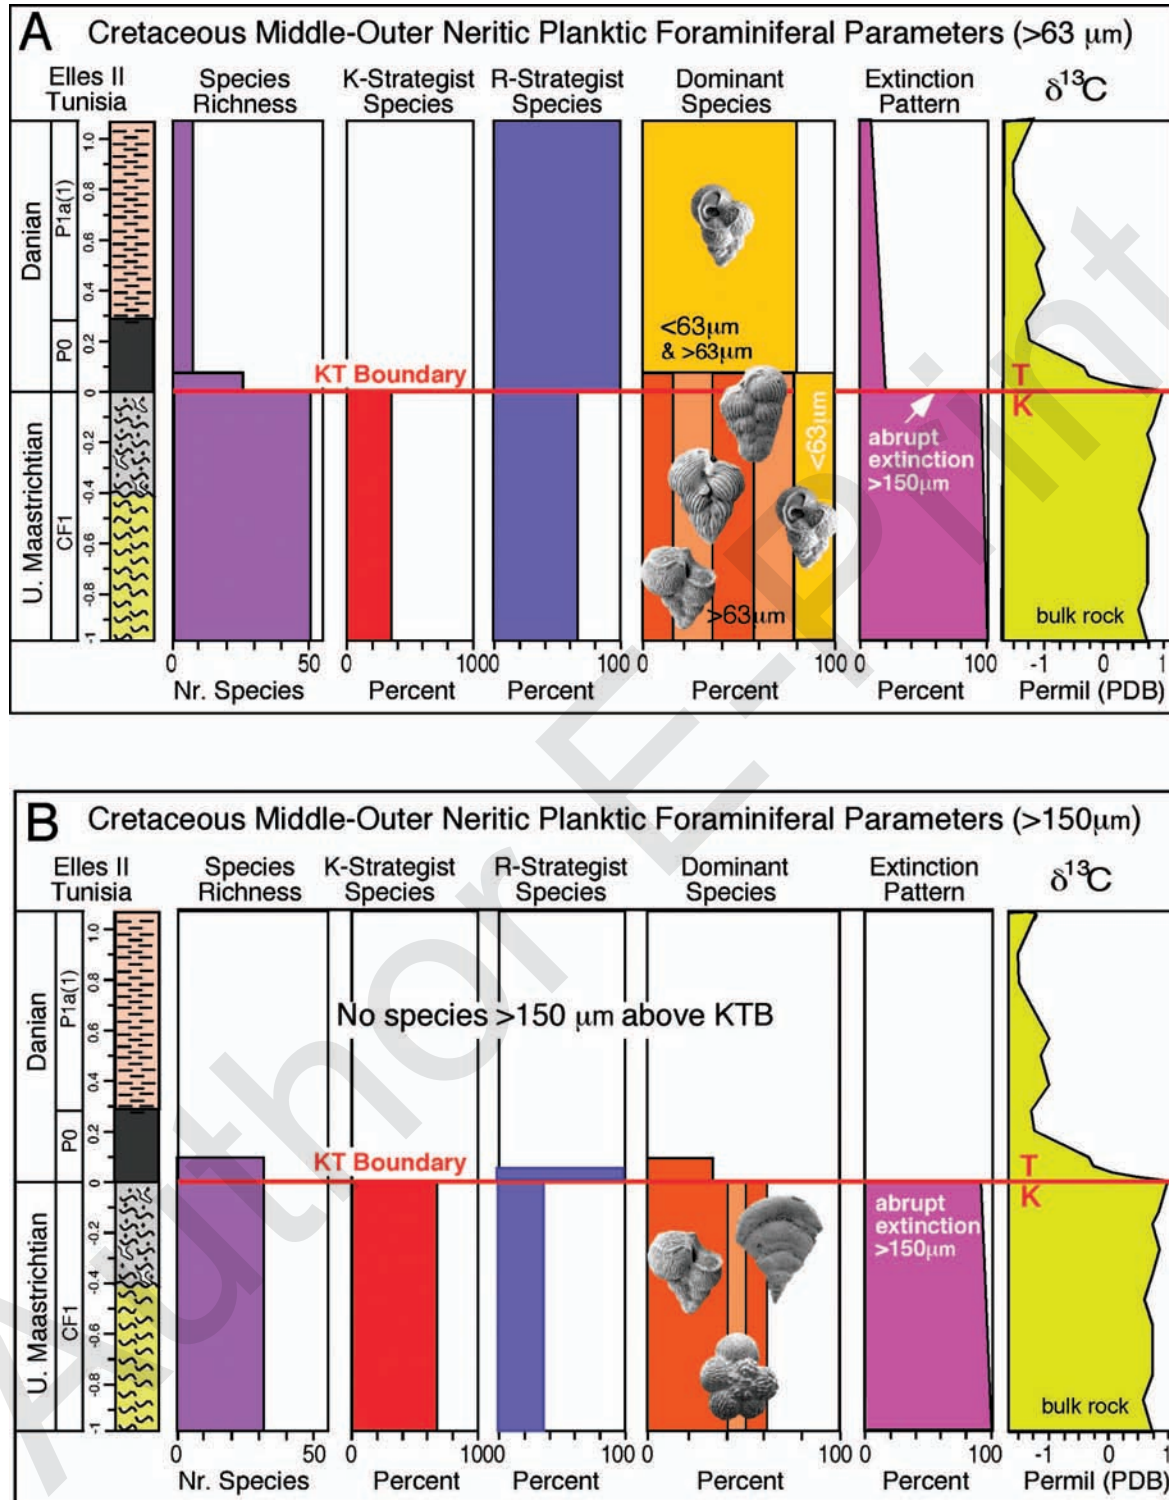 A Cretaceous Middle-Outer Neritic Planktic Foraminiferal Parameters (>63 µm)
Elles II
Tunisia
Species
Richness
K-Strategist
Species
R-Strategist
Species
Dominant
Species
Extinction
Pattern
δ13C
Danian
U. Maastrichtian
P1a(1)
P0
CF1
1.0
0.8
0.6
0.4
0.2
0
-0.2
-0.4
-0.6
-0.8
-1
KT Boundary
<63µm
& >63µm
<63µm
>63µm
abrupt
extinction
>150µm
T
K
bulk rock
0 50
Nr. Species
0 100
Percent
0 100
Percent
0 100
Percent
0 100
Percent
-1 0 1
Permil (PDB)
B Cretaceous Middle-Outer Neritic Planktic Foraminiferal Parameters (>150µm)
Elles II
Tunisia
Species
Richness
K-Strategist
Species
R-Strategist
Species
Dominant
Species
Extinction
Pattern
δ13C
Danian
U. Maastrichtian
P1a(1)
P0
CF1
1.0
0.8
0.6
0.4
0.2
0
-0.2
-0.4
-0.6
-0.8
-1
No species >150 µm above KTB
KT Boundary
abrupt
extinction
>150µm
T
K
bulk rock
0 50
Nr. Species
0 100
Percent
0 100
Percent
0 100
Percent
0 100
Percent
-1 0 1
Permil (PDB)
Author E-Print